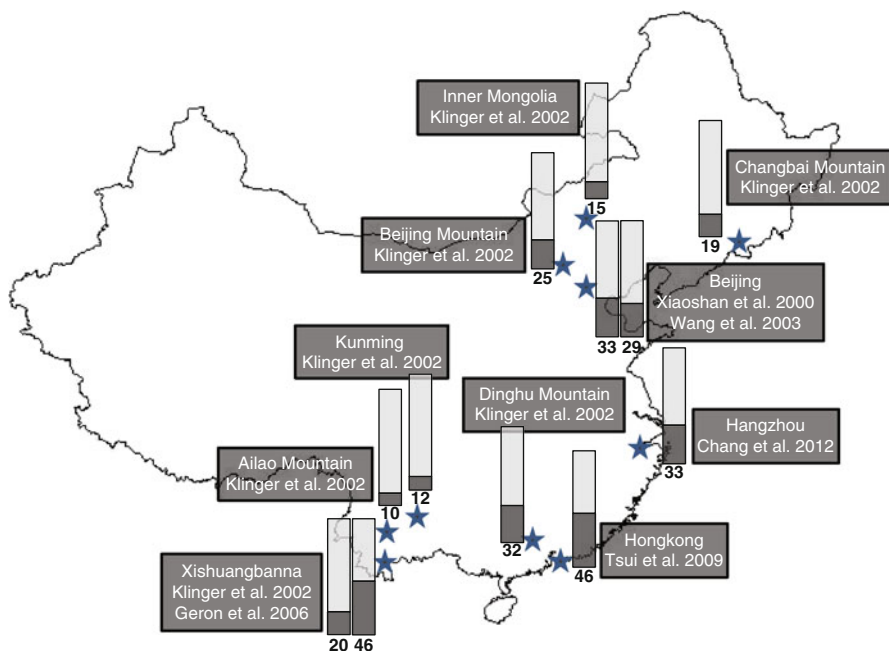 Inner Mongolia
Klinger et al. 2002
15
Changbai Mountain
Klinger et al. 2002
19
Beijing Mountain
Klinger et al. 2002
25
Beijing
Xiaoshan et al. 2000
Wang et al. 2003
33 29
Kunming
Klinger et al. 2002
12
Dinghu Mountain
Klinger et al. 2002
32
Hangzhou
Chang et al. 2012
33
Ailao Mountain
Klinger et al. 2002
10
Hongkong
Tsui et al. 2009
46
Xishuangbanna
Klinger et al. 2002
Geron et al. 2006
20 46